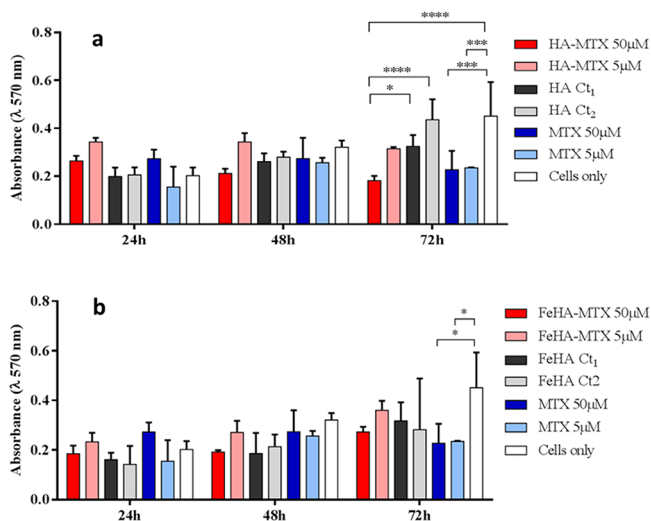 a
Absorbance (λ 570 nm)
0.8
0.6
0.4
0.2
0.0
24h
48h
72h
****
***
****
***
*
HA-MTX 50µM
HA-MTX 5µM
HA Ct₁
HA Ct₂
MTX 50µM
MTX 5µM
Cells only
b
Absorbance (λ 570 nm)
0.8
0.6
0.4
0.2
0.0
24h
48h
72h
*
*
FeHA-MTX 50µM
FeHA-MTX 5µM
FeHA Ct₁
FeHA Ct2
MTX 50µM
MTX 5µM
Cells only